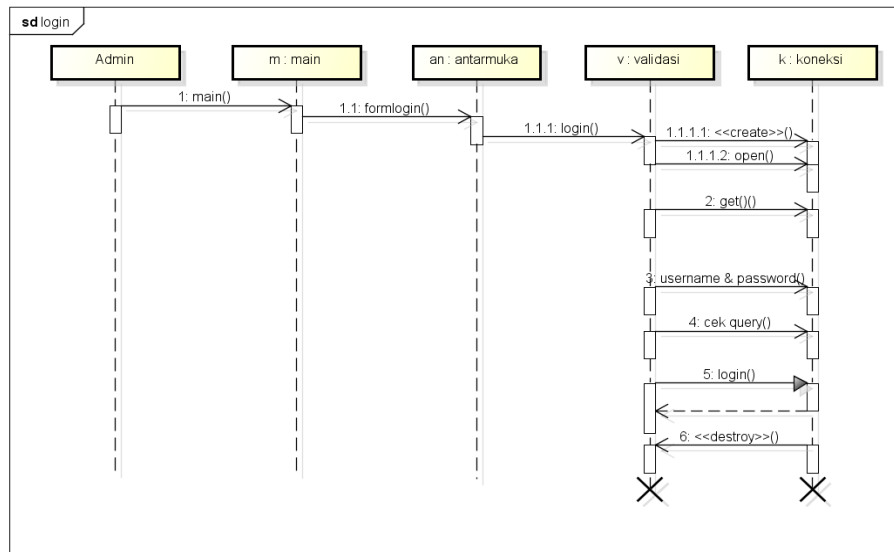 sd login
Admin
m : main
an : antarmuka
v : validasi
k : koneksi
1: main()
1.1: formlogin()
1.1.1: login()
1.1.1.1: <<create>>()
1.1.1.2: open()
2: get()()
3: username & password()
4: cek query()
5: login()
6: <<destroy>>()